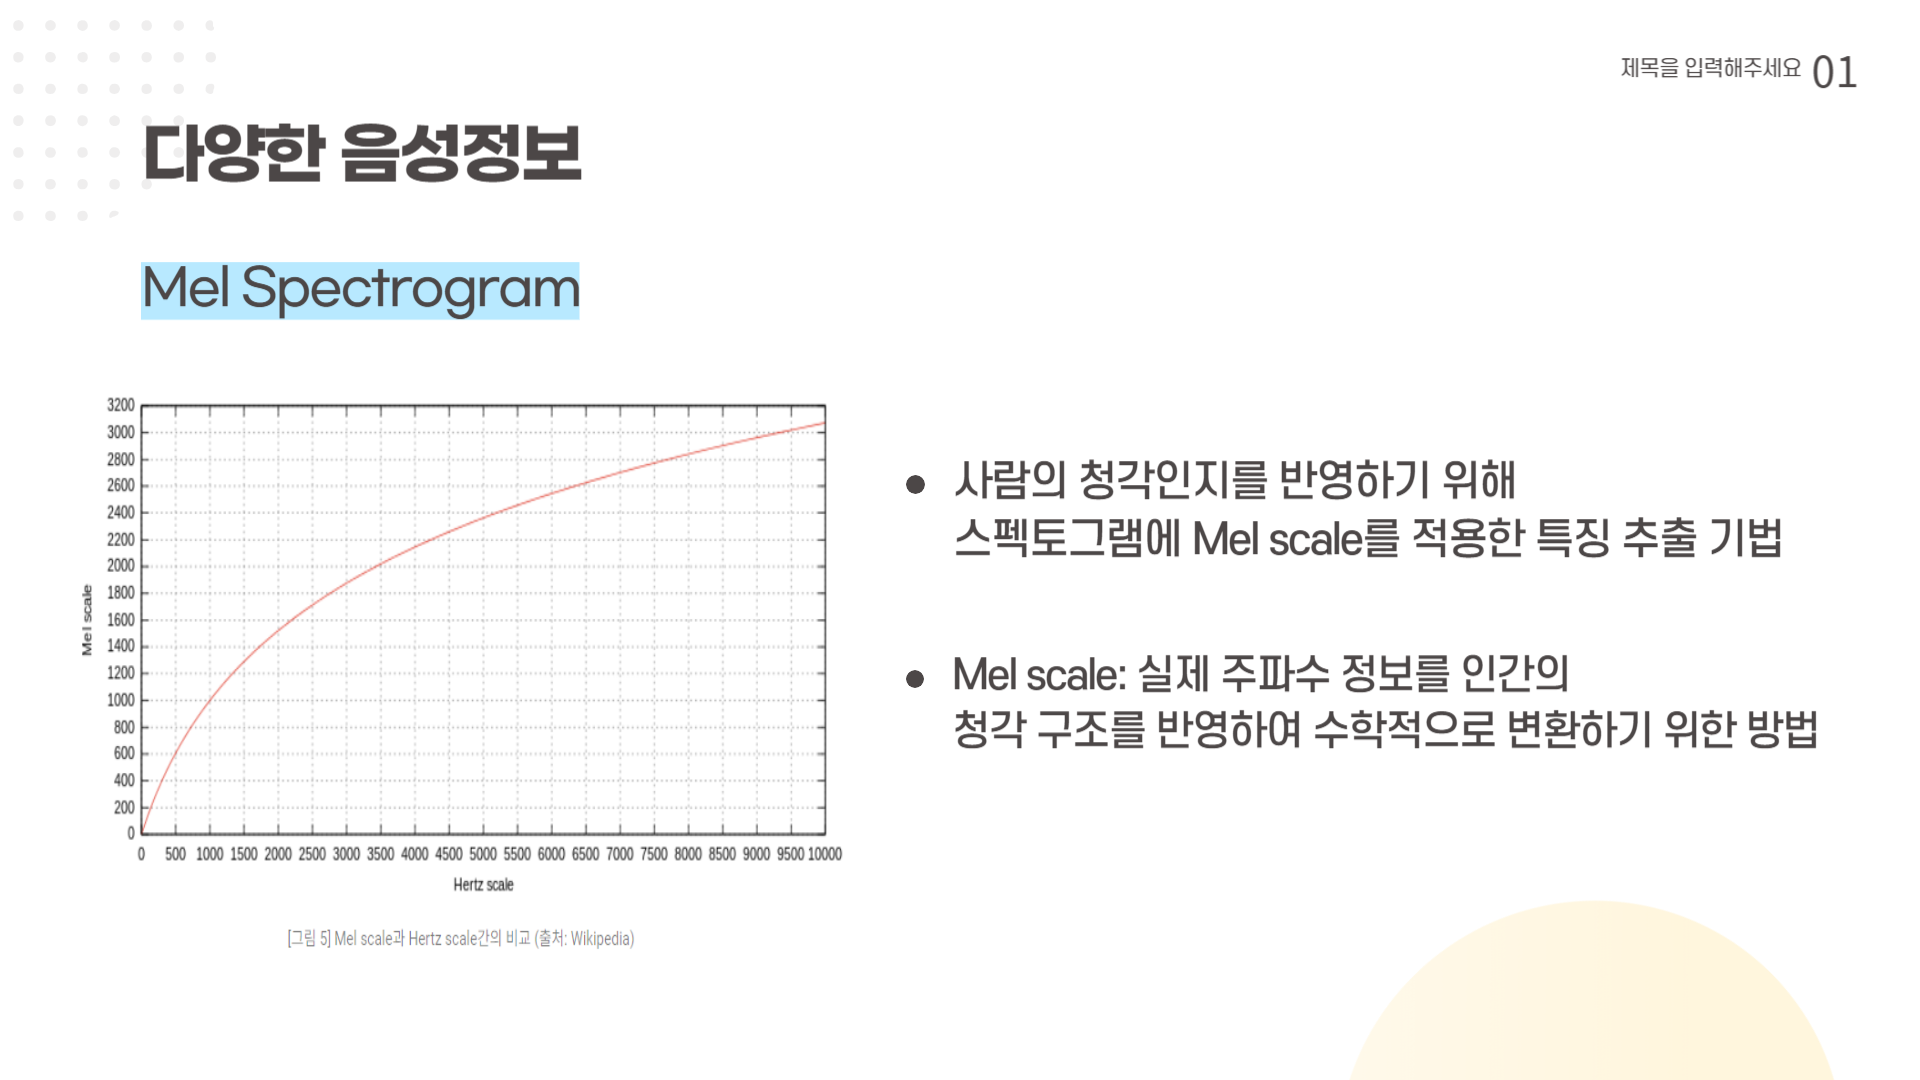 제목을 입력해주세요 01
다양한 음성정보
Mel Spectrogram
3200
3000
2800
2600
2400
2200
2000
1800
1600
1400
1200
1000
800
600
400
200
0
Mel scale
0 500 1000 1500 2000 2500 3000 3500 4000 4500 5000 5500 6000 6500 7000 7500 8000 8500 9000 9500 10000
Hertz scale
[그림 5] Mel scale과 Hertz scale간의 비교 (출처: Wikipedia)
● 사람의 청각인지를 반영하기 위해
스펙토그램에 Mel scale를 적용한 특징 추출 기법
● Mel scale: 실제 주파수 정보를 인간의
청각 구조를 반영하여 수학적으로 변환하기 위한 방법